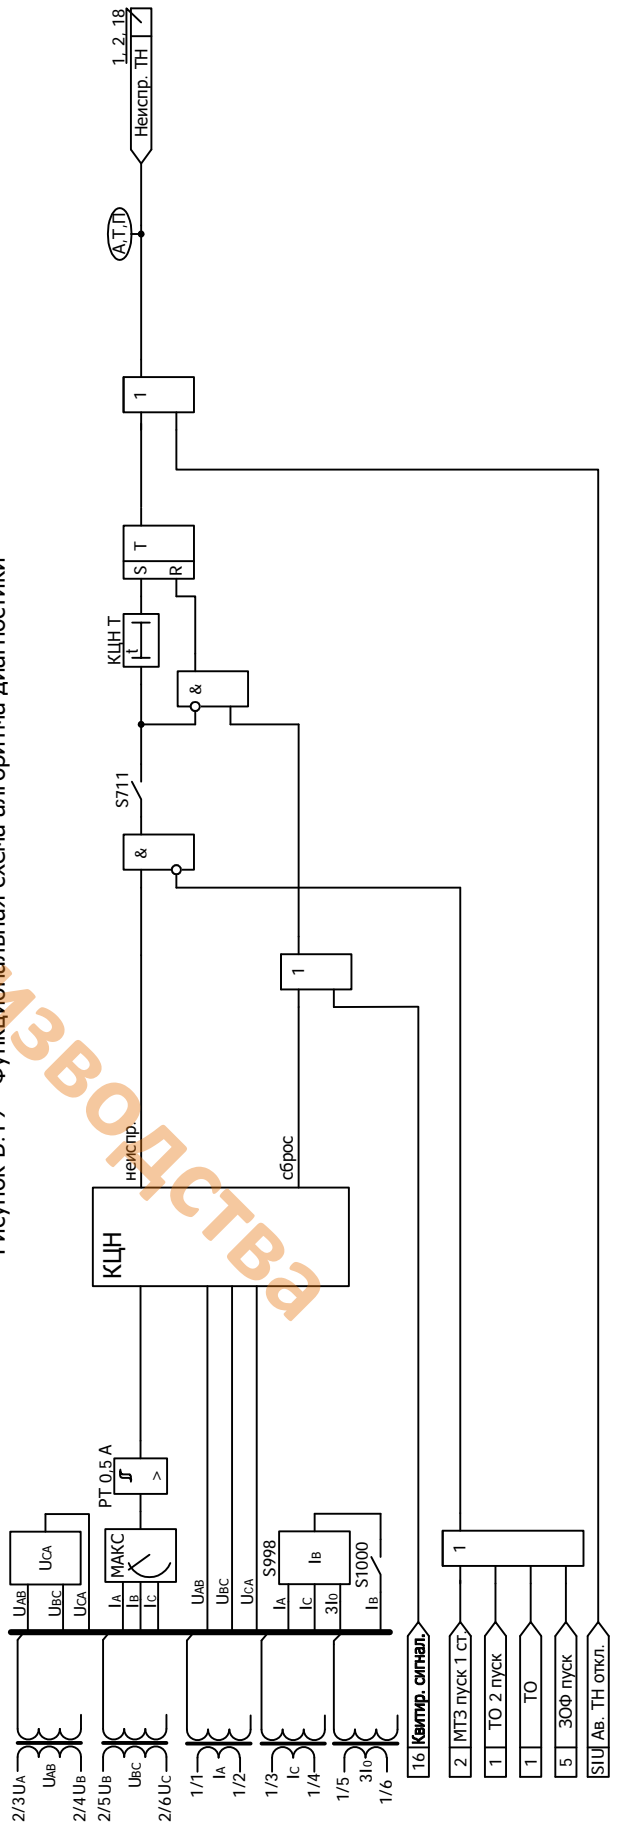 Функциональная схема алгоритма диагностики
изводства
2/3 UA
UAB
2/4 UB
2/5 UB
UBC
2/6 UC
1/1
IA
1/2
1/3
IC
1/4
1/5
3I0
1/6
UAB
UBC
UCA
UCA
IA
IB
IC
МАКС
РТ 0,5 А
>
UAB
UBC
UCA
S998
IA
IC
3I0
IB
IB
S1000
КЦН
неиспр.
сброс
16 Квитир. сигнал.
2 МТЗ пуск 1 ст.
1 ТО 2 пуск
1 ТО
5 ЗОФ пуск
SIU Ав. ТН откл.
1
1
&
S711
&
КЦН Т
t
S T
R
1
А,Т,П
Неиспр. ТН
1, 2, 18